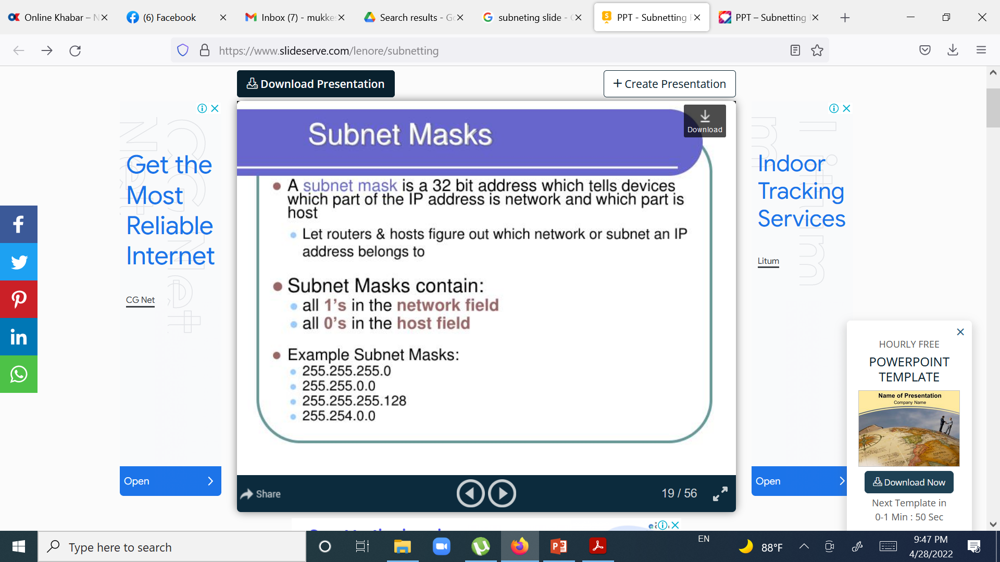 Online Khabar – N
(6) Facebook
Inbox (7) - mukke
Search results - Go
subneting slide - G
PPT - Subnetting P
PPT – Subnetting
https://www.slideserve.com/lenore/subnetting
Download Presentation
+ Create Presentation
Subnet Masks
Download
A subnet mask is a 32 bit address which tells devices
which part of the IP address is network and which part is
host
Let routers & hosts figure out which network or subnet an IP
address belongs to
Subnet Masks contain:
all 1's in the network field
all 0's in the host field
Example Subnet Masks:
255.255.255.0
255.255.0.0
255.255.255.128
255.254.0.0
Share
19 / 56
Get the
Most
Reliable
Internet
CG Net
CG Net
Open
Indoor
Tracking
Services
Litum
Litum
Open
HOURLY FREE
POWERPOINT
TEMPLATE
Name of Presentation
Company Name
Download Now
Next Template in
0-1 Min : 50 Sec
Type here to search
EN
88°F
9:47 PM
4/28/2022